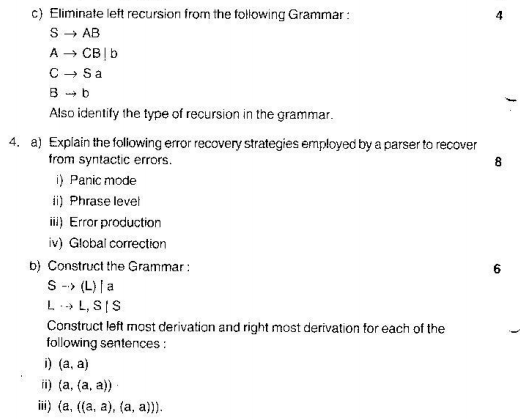 c) Eliminate left recursion from the following Grammar : 4
S → AB
A → CB | b
C → S a
B → b
Also identify the type of recursion in the grammar.
4. a) Explain the following error recovery strategies employed by a parser to recover
from syntactic errors. 8
i) Panic mode
ii) Phrase level
iii) Error production
iv) Global correction
b) Construct the Grammar : 6
S → (L) | a
L → L, S | S
Construct left most derivation and right most derivation for each of the
following sentences :
i) (a, a)
ii) (a, (a, a))
iii) (a, ((a, a), (a, a))).